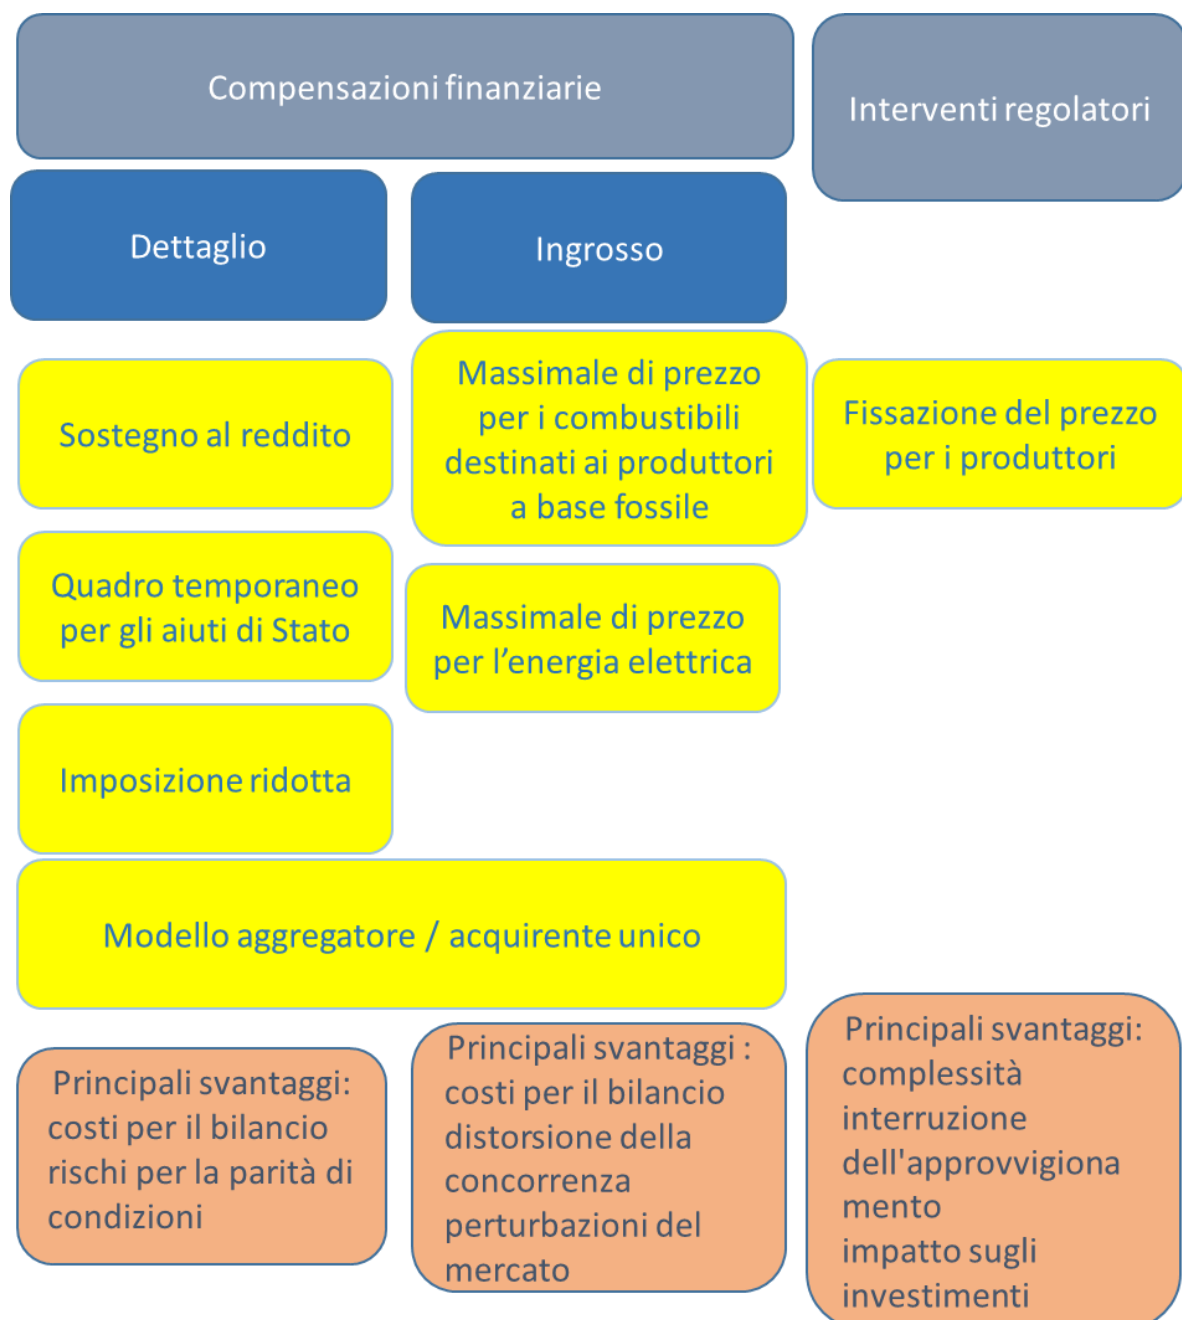 Compensazioni finanziarie
Interventi regolatori
Dettaglio
Ingrosso
Sostegno al reddito
Massimale di prezzo
per i combustibili
destinati ai produttori
a base fossile
Fissazione del prezzo
per i produttori
Quadro temporaneo
per gli aiuti di Stato
Massimale di prezzo
per l’energia elettrica
Imposizione ridotta
Modello aggregatore / acquirente unico
Principali svantaggi:
costi per il bilancio
rischi per la parità di
condizioni
Principali svantaggi :
costi per il bilancio
distorsione della
concorrenza
perturbazioni del
mercato
Principali svantaggi:
complessità
interruzione
dell'approvvigiona
mento
impatto sugli
investimenti